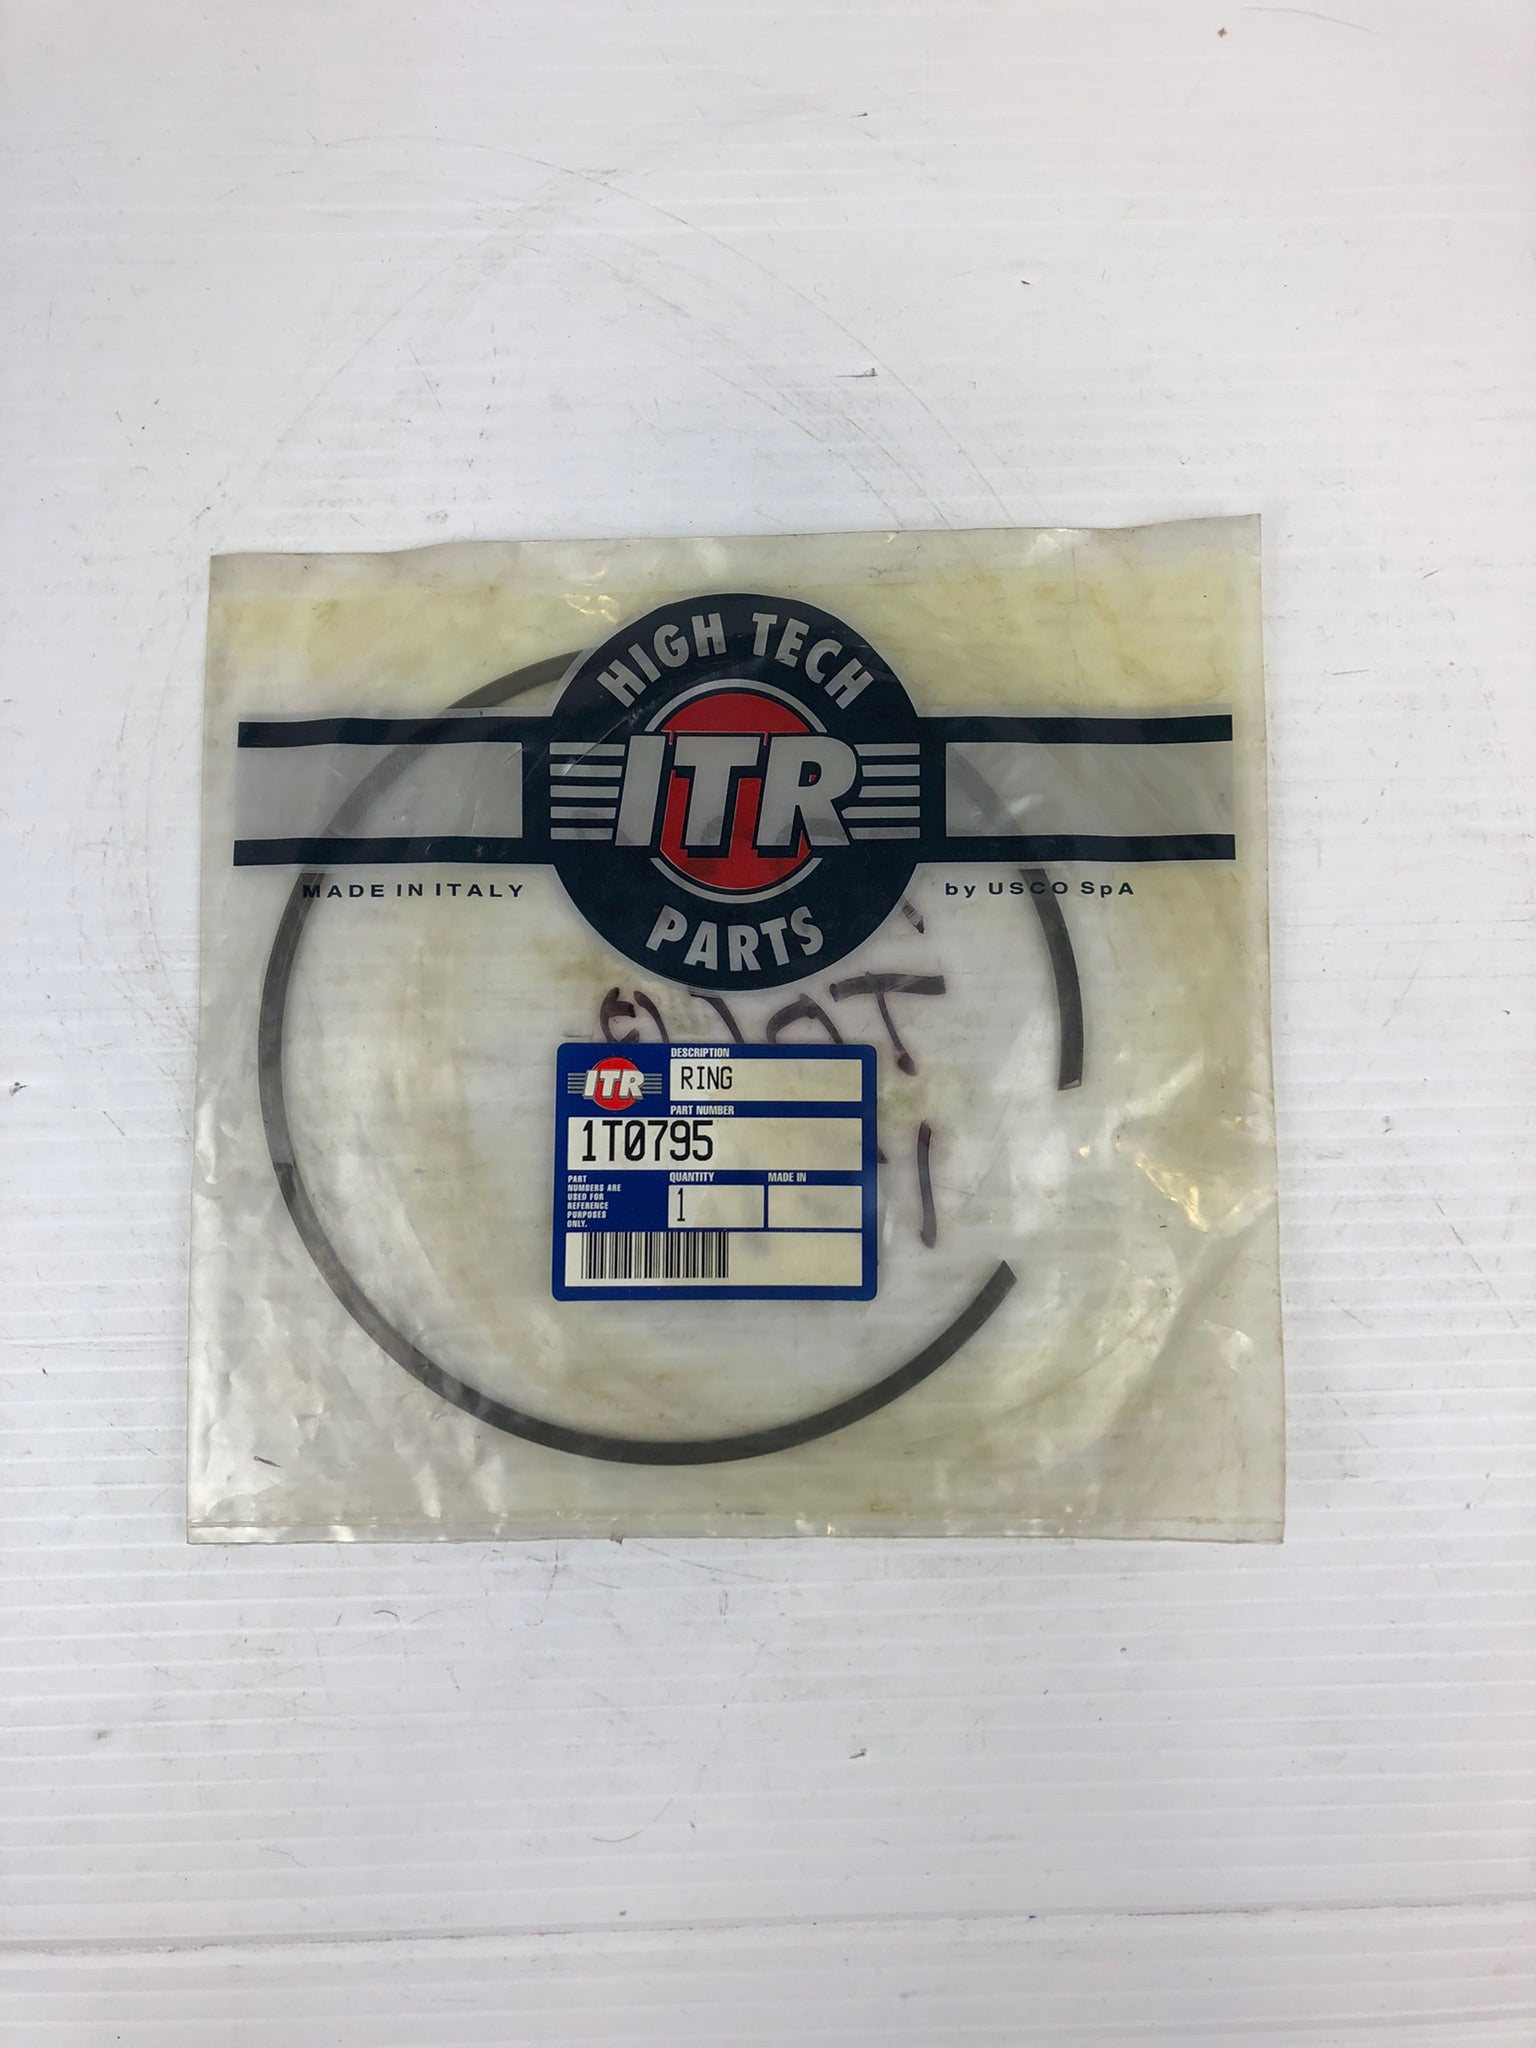 HIGH TECH
ITR
PARTS
MADE IN ITALY
by USCO SpA
ITR
DESCRIPTION
RING
PART NUMBER
1T0795
PART
NUMBERS ARE
USED FOR
REFERENCE
PURPOSES
ONLY.
QUANTITY
1
MADE IN